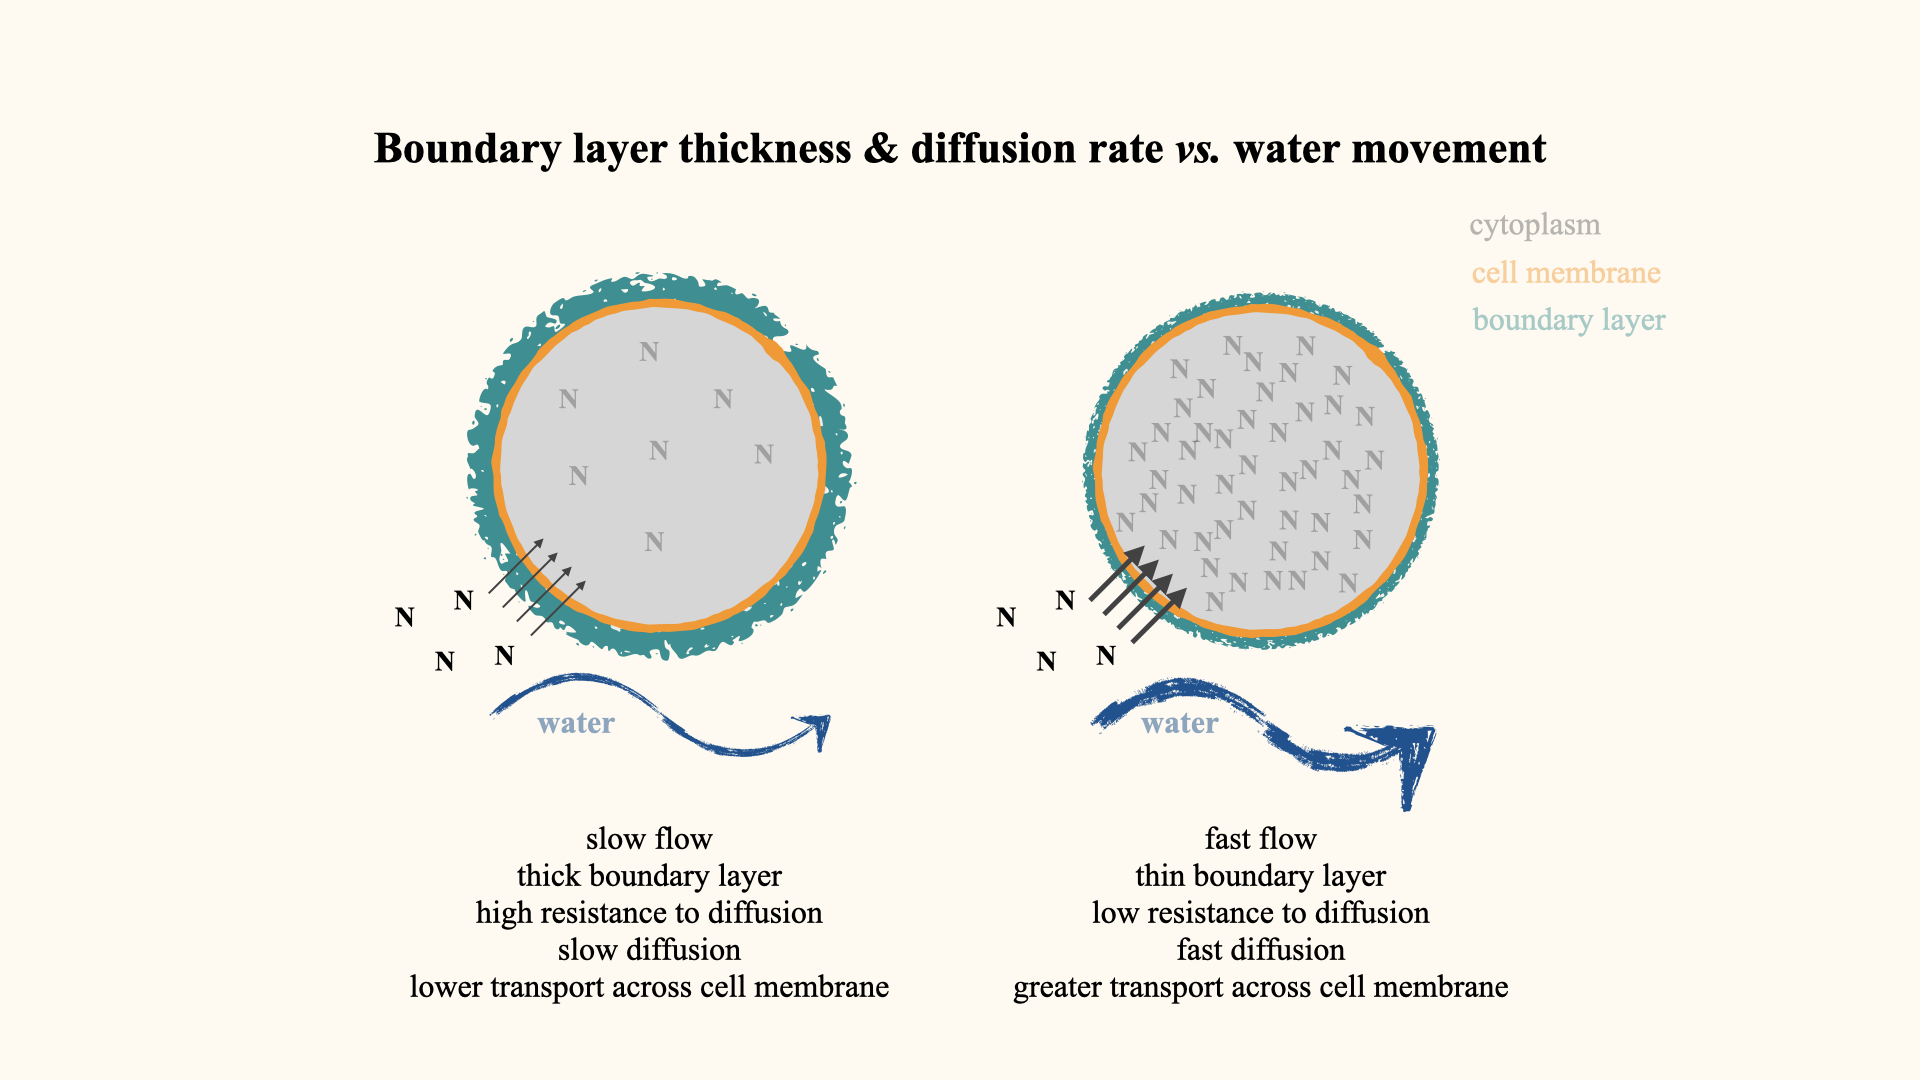 Boundary layer thickness & diffusion rate vs. water movement
cytoplasm
cell membrane
boundary layer
N
N
N
N
N
N
N
N
N
N
N
water
slow flow
thick boundary layer
high resistance to diffusion
slow diffusion
lower transport across cell membrane
N N
N N N
N N N
N N N N
N N N
N N N N
N N N N
N N N N
N N N N
N N N N
N N N N
N N N N
N N N
N N N N N
N
N
N
N
N
water
fast flow
thin boundary layer
low resistance to diffusion
fast diffusion
greater transport across cell membrane